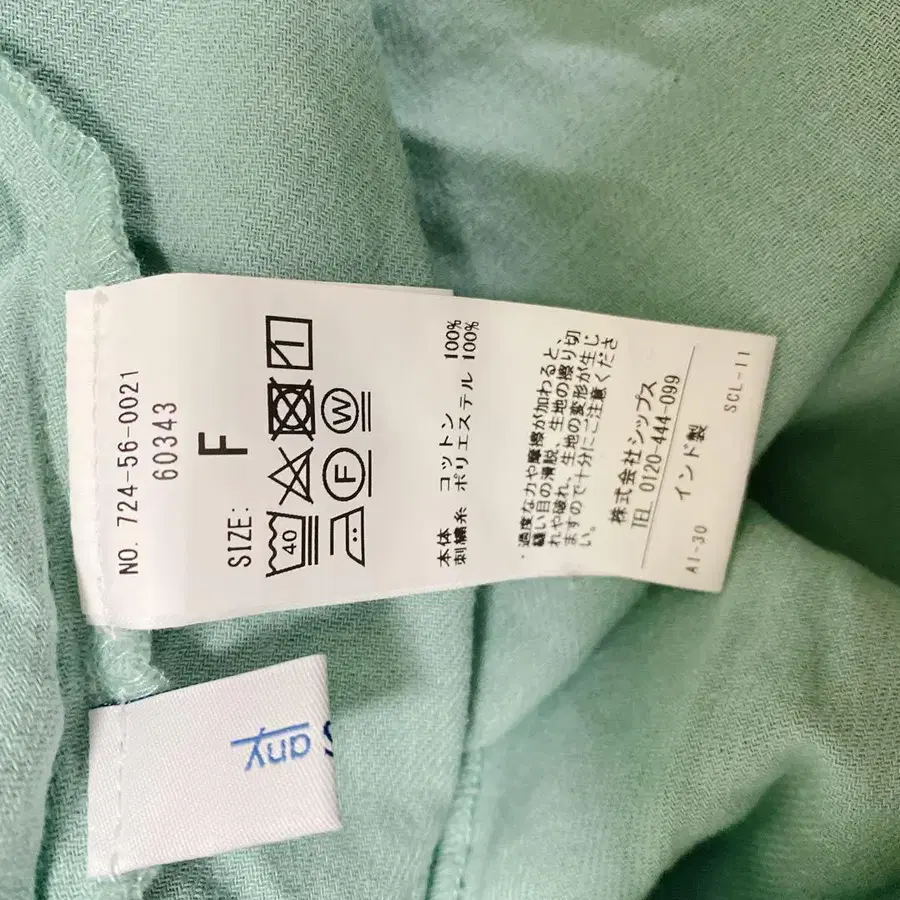 NO. 724-56-0021
60343
SIZE: F
40
F W
本体 コットン 100%
刺繍糸 ポリエステル 100%
・過度な力や摩擦が加わると、
縫い目の滑脱、生地の擦り切
れや破れ、生地の変形が生じ
ますので十分にご注意くださ
い。
株式会社シップス
TEL 0120-444-099
インド製
AI-30 SCL-11
S any